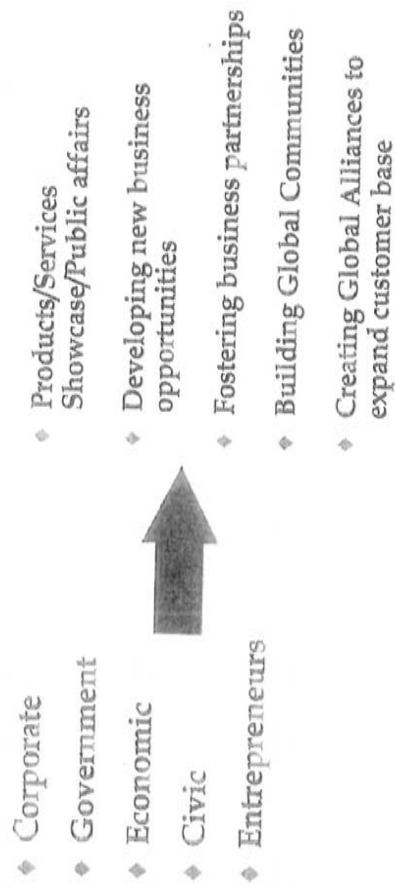 Corporate
Government
Economic
Civic
Entrepreneurs
Products/Services
Showcase/Public affairs
Developing new business
opportunities
Fostering business partnerships
Building Global Communities
Creating Global Alliances to
expand customer base